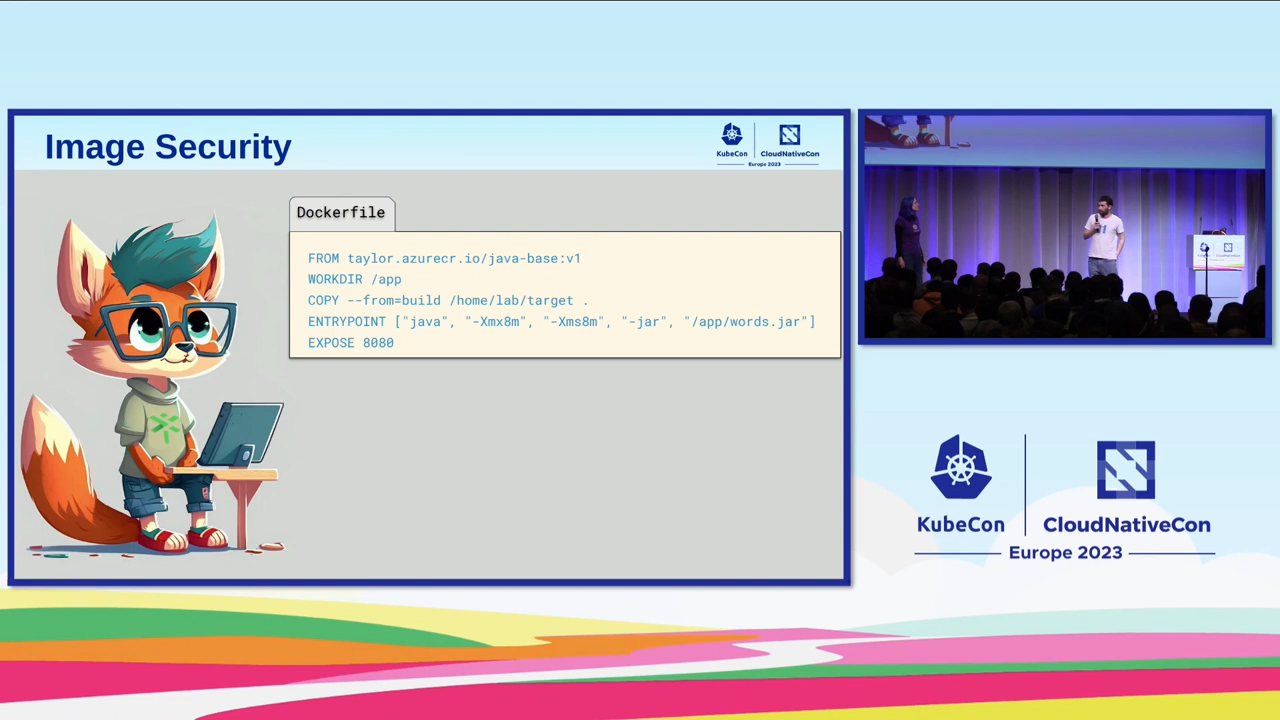 Image Security
KubeCon
CloudNativeCon
Europe 2023
Dockerfile
FROM taylor.azurecr.io/java-base:v1
WORKDIR /app
COPY --from=build /home/lab/target .
ENTRYPOINT ["java", "-Xmx8m", "-Xms8m", "-jar", "/app/words.jar"]
EXPOSE 8080
KubeCon
CloudNativeCon
Europe 2023